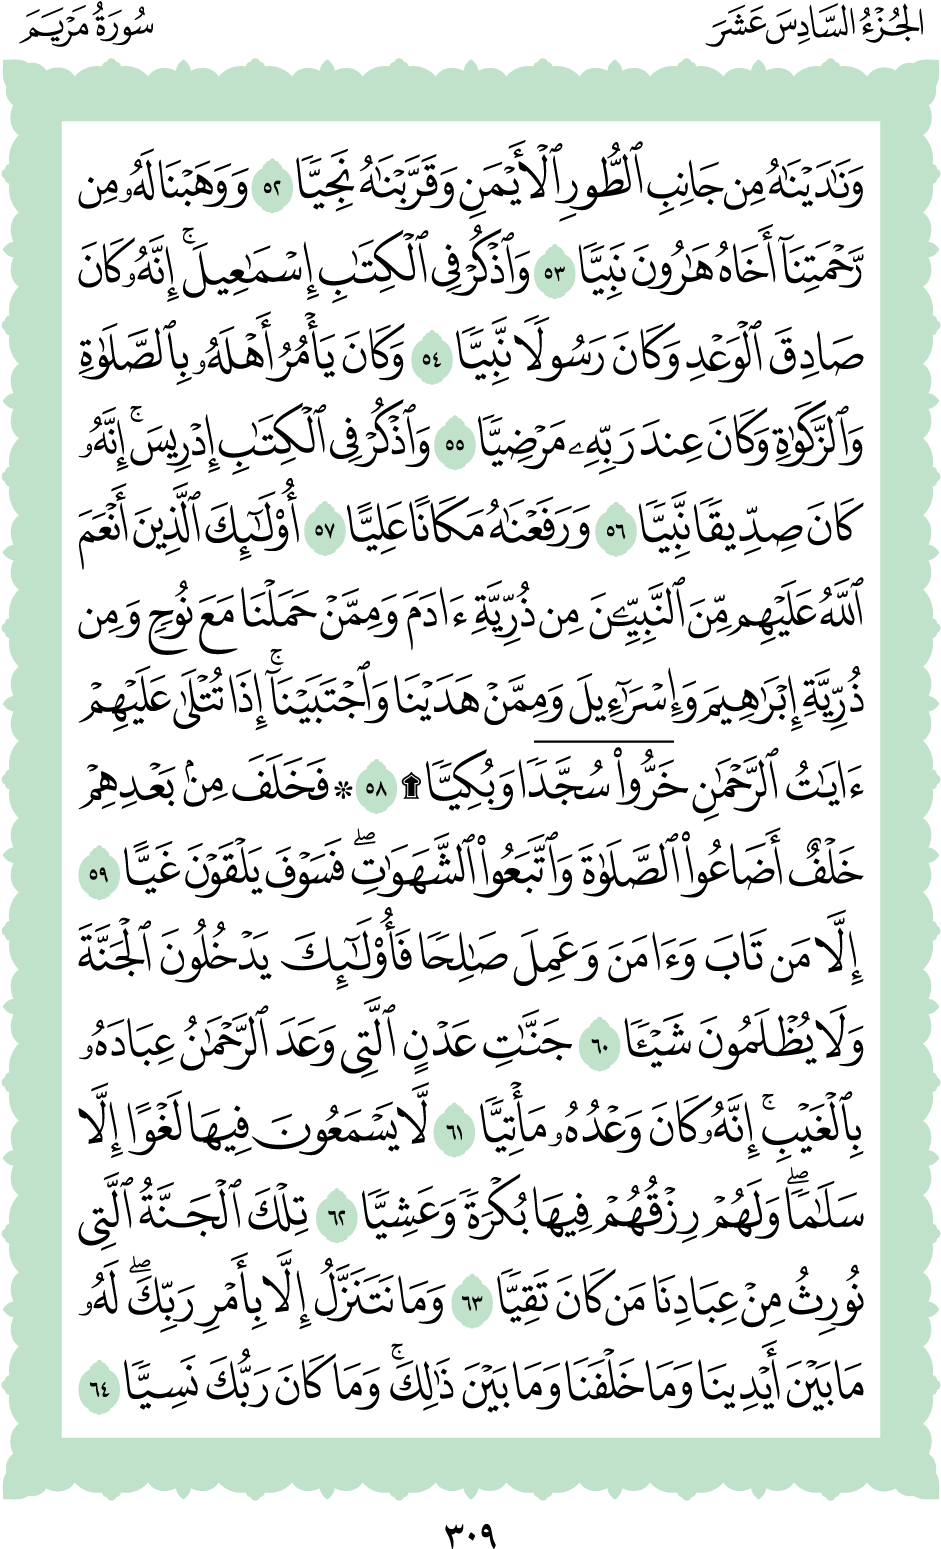 الجُزْءُ السَّادِسَ عَشَرَ
سُورَةُ مَرْيَمَ
وَنَٰدَيْنَٰهُ مِن جَانِبِ ٱلطُّورِ ٱلْأَيْمَنِ وَقَرَّبْنَٰهُ نَجِيًّا ٥٢ وَوَهَبْنَا لَهُۥ مِن
رَّحْمَتِنَآ أَخَاهُ هَٰرُونَ نَبِيًّا ٥٣ وَٱذْكُرْ فِى ٱلْكِتَٰبِ إِسْمَٰعِيلَ ۚ إِنَّهُۥ كَانَ
صَادِقَ ٱلْوَعْدِ وَكَانَ رَسُولًا نَّبِيًّا ٥٤ وَكَانَ يَأْمُرُ أَهْلَهُۥ بِٱلصَّلَوٰةِ
وَٱلزَّكَوٰةِ وَكَانَ عِندَ رَبِّهِۦ مَرْضِيًّا ٥٥ وَٱذْكُرْ فِى ٱلْكِتَٰبِ إِدْرِيسَ ۚ إِنَّهُۥ
كَانَ صِدِّيقًا نَّبِيًّا ٥٦ وَرَفَعْنَٰهُ مَكَانًا عَلِيًّا ٥٧ أُو۟لَٰٓئِكَ ٱلَّذِينَ أَنْعَمَ
ٱللَّهُ عَلَيْهِم مِّنَ ٱلنَّبِيِّـۧنَ مِن ذُرِّيَّةِ ءَادَمَ وَمِمَّنْ حَمَلْنَا مَعَ نُوحٍ وَمِن
ذُرِّيَّةِ إِبْرَٰهِيمَ وَإِسْرَٰٓءِيلَ وَمِمَّنْ هَدَيْنَا وَٱجْتَبَيْنَآ ۚ إِذَا تُتْلَىٰ عَلَيْهِمْ
ءَايَٰتُ ٱلرَّحْمَٰنِ خَرُّوا۟ سُجَّدًا وَبُكِيًّا ۩ ٥٨ ۞ فَخَلَفَ مِنۢ بَعْدِهِمْ
خَلْفٌ أَضَاعُوا۟ ٱلصَّلَوٰةَ وَٱتَّبَعُوا۟ ٱلشَّهَوَٰتِ ۖ فَسَوْفَ يَلْقَوْنَ غَيًّا ٥٩
إِلَّا مَن تَابَ وَءَامَنَ وَعَمِلَ صَٰلِحًا فَأُو۟لَٰٓئِكَ يَدْخُلُونَ ٱلْجَنَّةَ
وَلَا يُظْلَمُونَ شَيْـًٔا ٦٠ جَنَّٰتِ عَدْنٍ ٱلَّتِى وَعَدَ ٱلرَّحْمَٰنُ عِبَادَهُۥ
بِٱلْغَيْبِ ۚ إِنَّهُۥ كَانَ وَعْدُهُۥ مَأْتِيًّا ٦١ لَّا يَسْمَعُونَ فِيهَا لَغْوًا إِلَّا
سَلَٰمًا ۖ وَلَهُمْ رِزْقُهُمْ فِيهَا بُكْرَةً وَعَشِيًّا ٦٢ تِلْكَ ٱلْجَنَّةُ ٱلَّتِى
نُورِثُ مِنْ عِبَادِنَا مَن كَانَ تَقِيًّا ٦٣ وَمَا نَتَنَزَّلُ إِلَّا بِأَمْرِ رَبِّكَ ۖ لَهُۥ
مَا بَيْنَ أَيْدِينَا وَمَا خَلْفَنَا وَمَا بَيْنَ ذَٰلِكَ ۚ وَمَا كَانَ رَبُّكَ نَسِيًّا ٦٤
٣٠٩